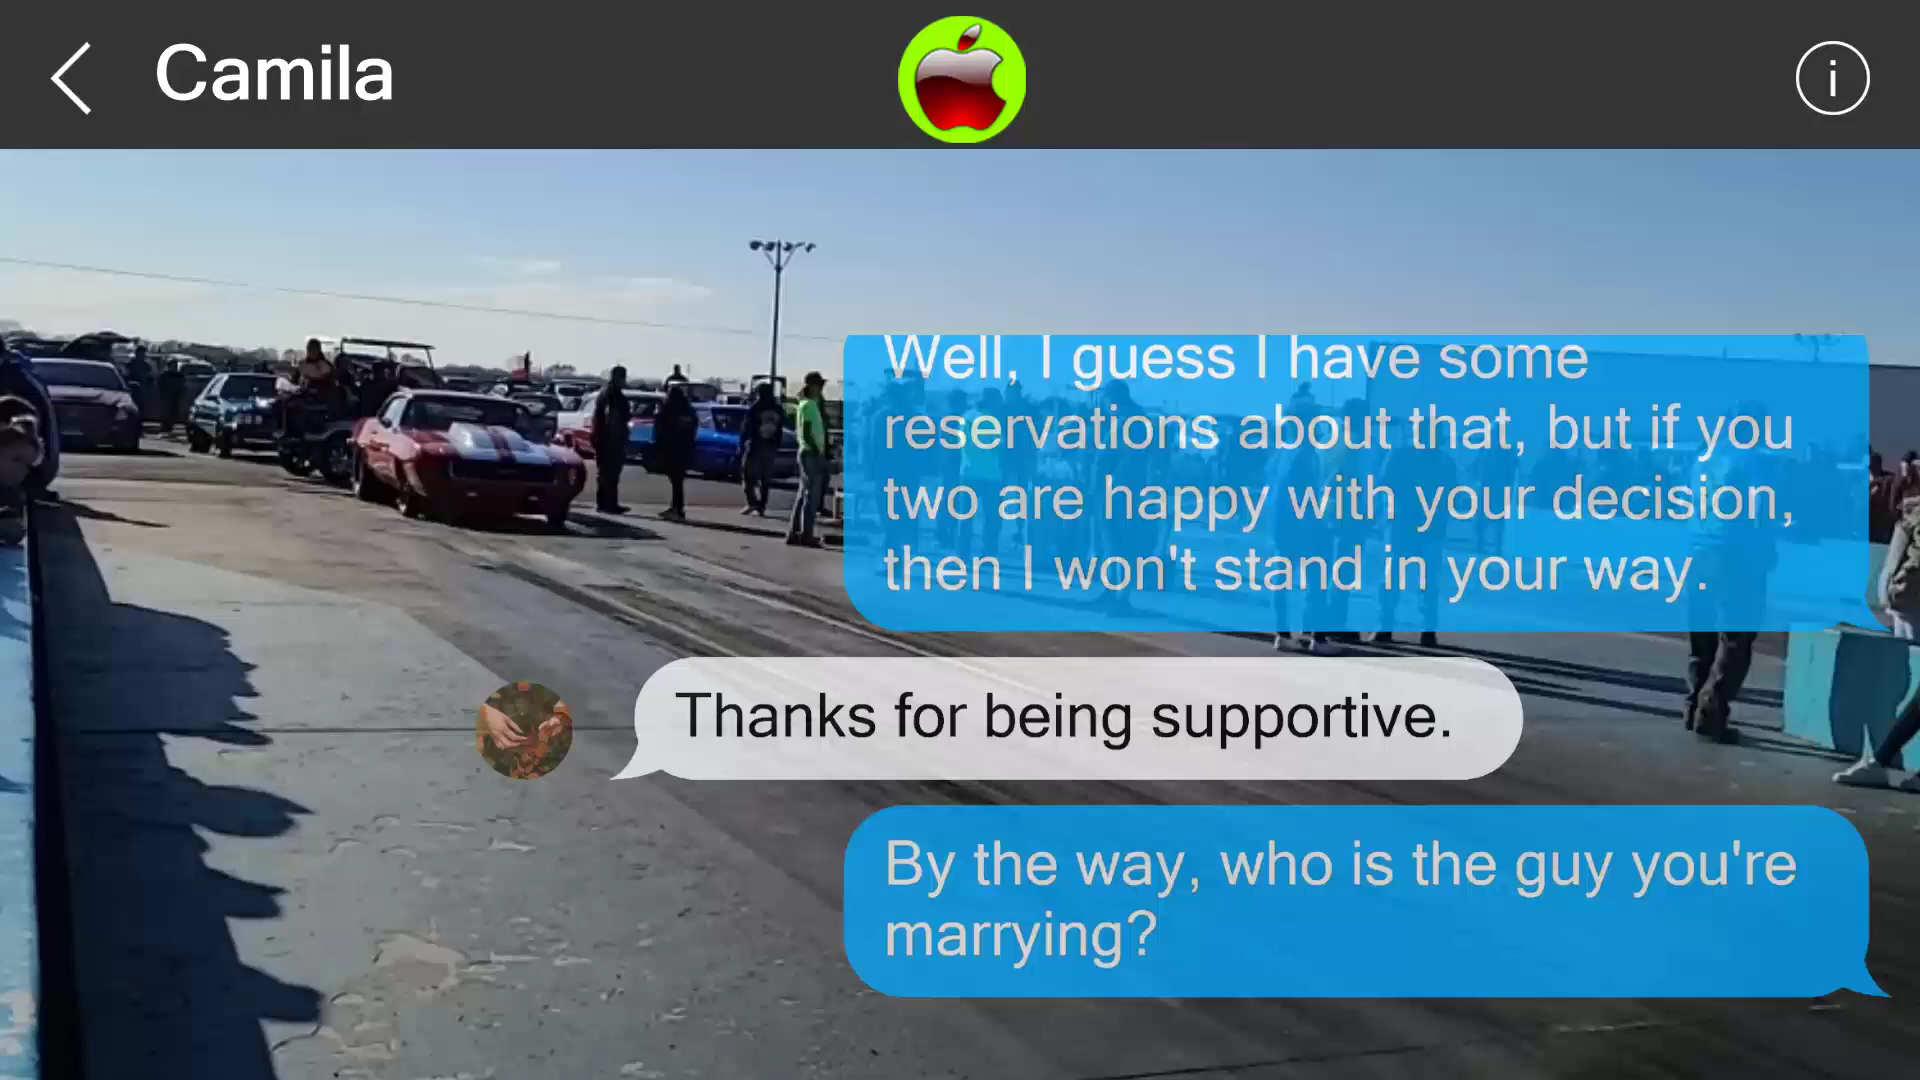 Camila
i
Well, I guess I have some
reservations about that, but if you
two are happy with your decision,
then I won't stand in your way.
Thanks for being supportive.
By the way, who is the guy you're
marrying?